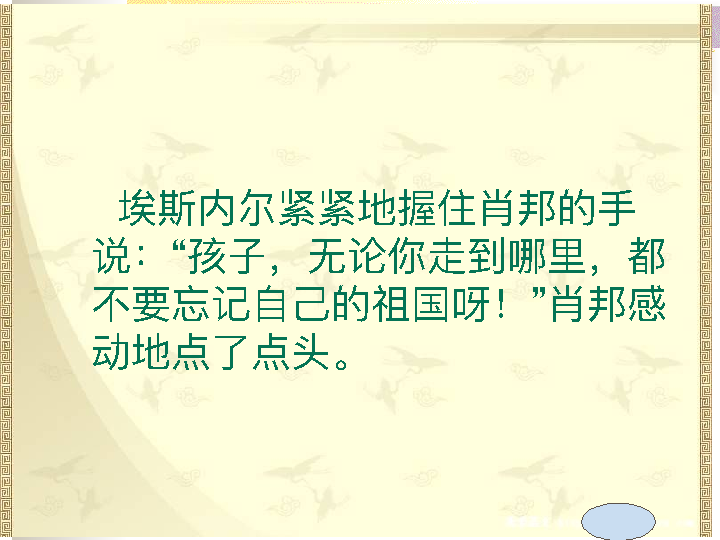 埃斯内尔紧紧地握住肖邦的手
说：“孩子，无论你走到哪里，都
不要忘记自己的祖国呀！”肖邦感
动地点了点头。